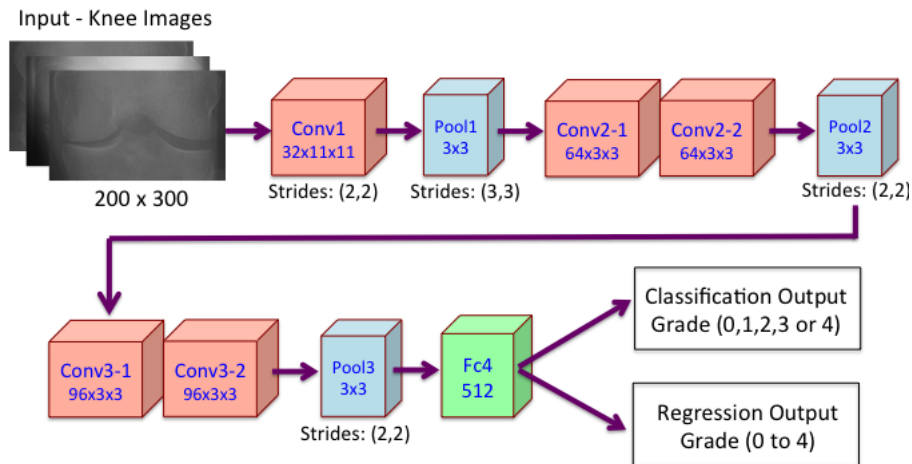 Input - Knee Images
200 x 300
Conv1
32x11x11
Strides: (2,2)
Pool1
3x3
Strides: (3,3)
Conv2-1
64x3x3
Conv2-2
64x3x3
Pool2
3x3
Strides: (2,2)
Conv3-1
96x3x3
Conv3-2
96x3x3
Pool3
3x3
Strides: (2,2)
Fc4
512
Classification Output
Grade (0,1,2,3 or 4)
Regression Output
Grade (0 to 4)